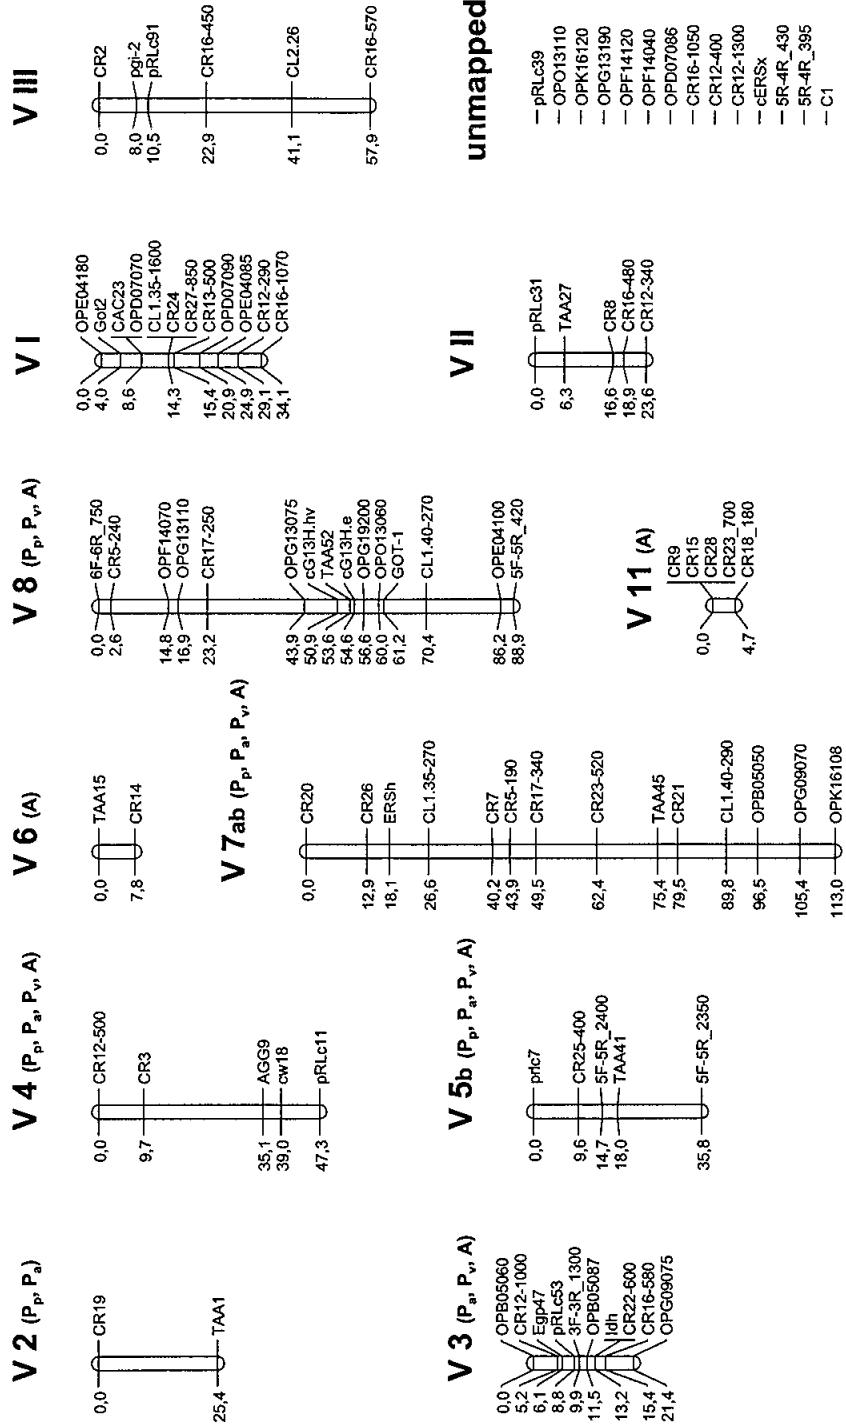 V 2 (Pp, Pa)
0,0 CR19
25,4 TAA1
V 4 (Pp, Pa, Pv, A)
0,0 CR12-500
9,7 CR3
35,1 AGG9
39,0 cw18
47,3 pRLc11
V 6 (A)
0,0 TAA15
7,8 CR14
V 8 (Pp, Pv, A)
0,0 6F-6R_750
2,6 CR5-240
14,8 OPF14070
16,9 OPG13110
23,2 CR17-250
43,9 OPG13075
50,9 cG13H.hv
53,6 TAA52
54,6 cG13H.e
56,6 OPG19200
60,0 OPO13060
61,2 GOT-1
70,4 CL1.40-270
86,2 OPE04100
88,9 5F-5R_420
V I
0,0 OPE04180
4,0 Got2
CAC23
8,6 OPD07070
CL1.35-1600
14,3 CR24
CR27-850
15,4 CR13-500
20,9 OPD07090
24,9 OPE04085
29,1 CR12-290
34,1 CR16-1070
V III
0,0 CR2
8,0 pgi-2
10,5 pRLc91
22,9 CR16-450
41,1 CL2.26
57,9 CR16-570
V 3 (Pa, Pv, A)
0,0 OPB05060
5,2 CR12-1000
6,1 Egp47
8,8 pRLc53
9,9 3F-3R_1300
11,5 OPB05087
Idh
13,2 CR22-600
15,4 CR16-580
21,4 OPG09075
V 5b (Pp, Pa, Pv, A)
0,0 prlc7
9,6 CR25-400
14,7 5F-5R_2400
18,0 TAA41
35,8 5F-5R_2350
V 7ab (Pp, Pa, Pv, A)
0,0 CR20
12,9 CR26
18,1 ERSh
26,6 CL1.35-270
40,2 CR7
43,9 CR5-190
49,5 CR17-340
62,4 CR23-520
75,4 TAA45
79,5 CR21
89,8 CL1.40-290
96,5 OPB05050
105,4 OPG09070
113,0 OPK16108
V 11 (A)
CR9
CR15
0,0 CR28
CR23_700
4,7 CR18_180
V II
0,0 pRLc31
6,3 TAA27
16,6 CR8
18,9 CR16-480
23,6 CR12-340
unmapped
pRLc39
OPO13110
OPK16120
OPG13190
OPF14120
OPF14040
OPD07086
CR16-1050
CR12-400
CR12-1300
cERSx
5R-4R_430
5R-4R_395
C1